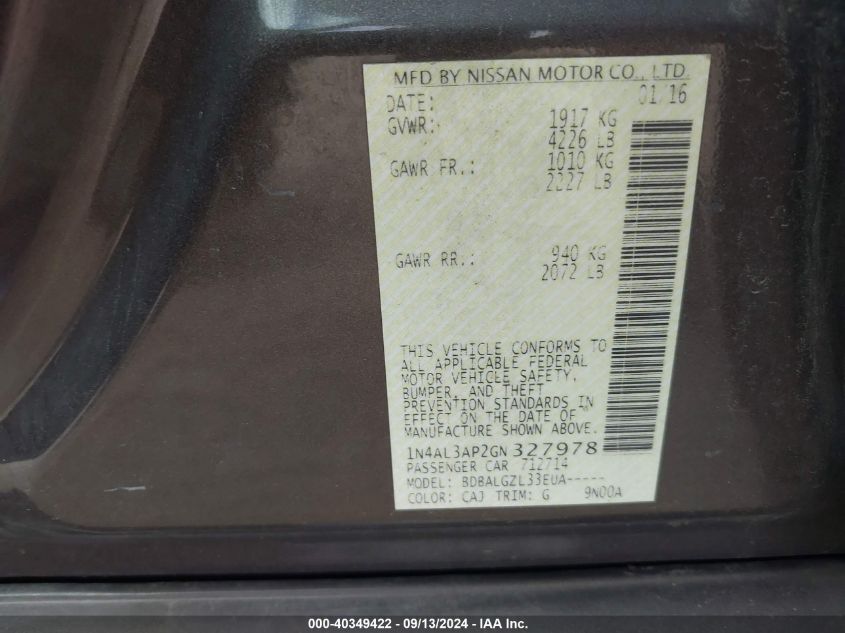 MFD BY NISSAN MOTOR CO., LTD.
DATE: 01/16
GVWR: 1917 KG
4226 LB
GAWR FR.: 1010 KG
2227 LB
GAWR RR.: 940 KG
2072 LB
THIS VEHICLE CONFORMS TO
ALL APPLICABLE FEDERAL
MOTOR VEHICLE SAFETY,
BUMPER, AND THEFT
PREVENTION STANDARDS IN
EFFECT ON THE DATE OF
MANUFACTURE SHOWN ABOVE.
1N4AL3AP2GN327978
PASSENGER CAR 712714
MODEL: BDBALGZL33EUA-----
COLOR: CAJ TRIM: G 9N00A
000-40349422 - 09/13/2024 - IAA Inc.